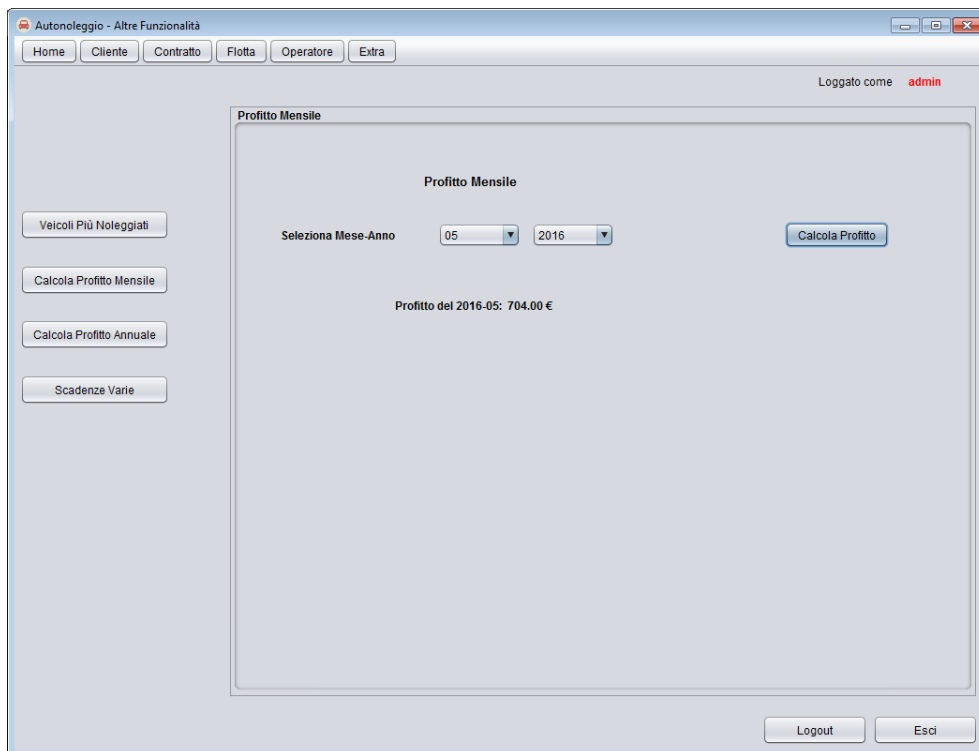 Autonoleggio - Altre Funzionalità
Home Cliente Contratto Flotta Operatore Extra
Loggato come admin
Profitto Mensile
Profitto Mensile
Veicoli Più Noleggiati
Seleziona Mese-Anno 05 2016 Calcola Profitto
Calcola Profitto Mensile
Profitto del 2016-05: 704.00 €
Calcola Profitto Annuale
Scadenze Varie
Logout Esci